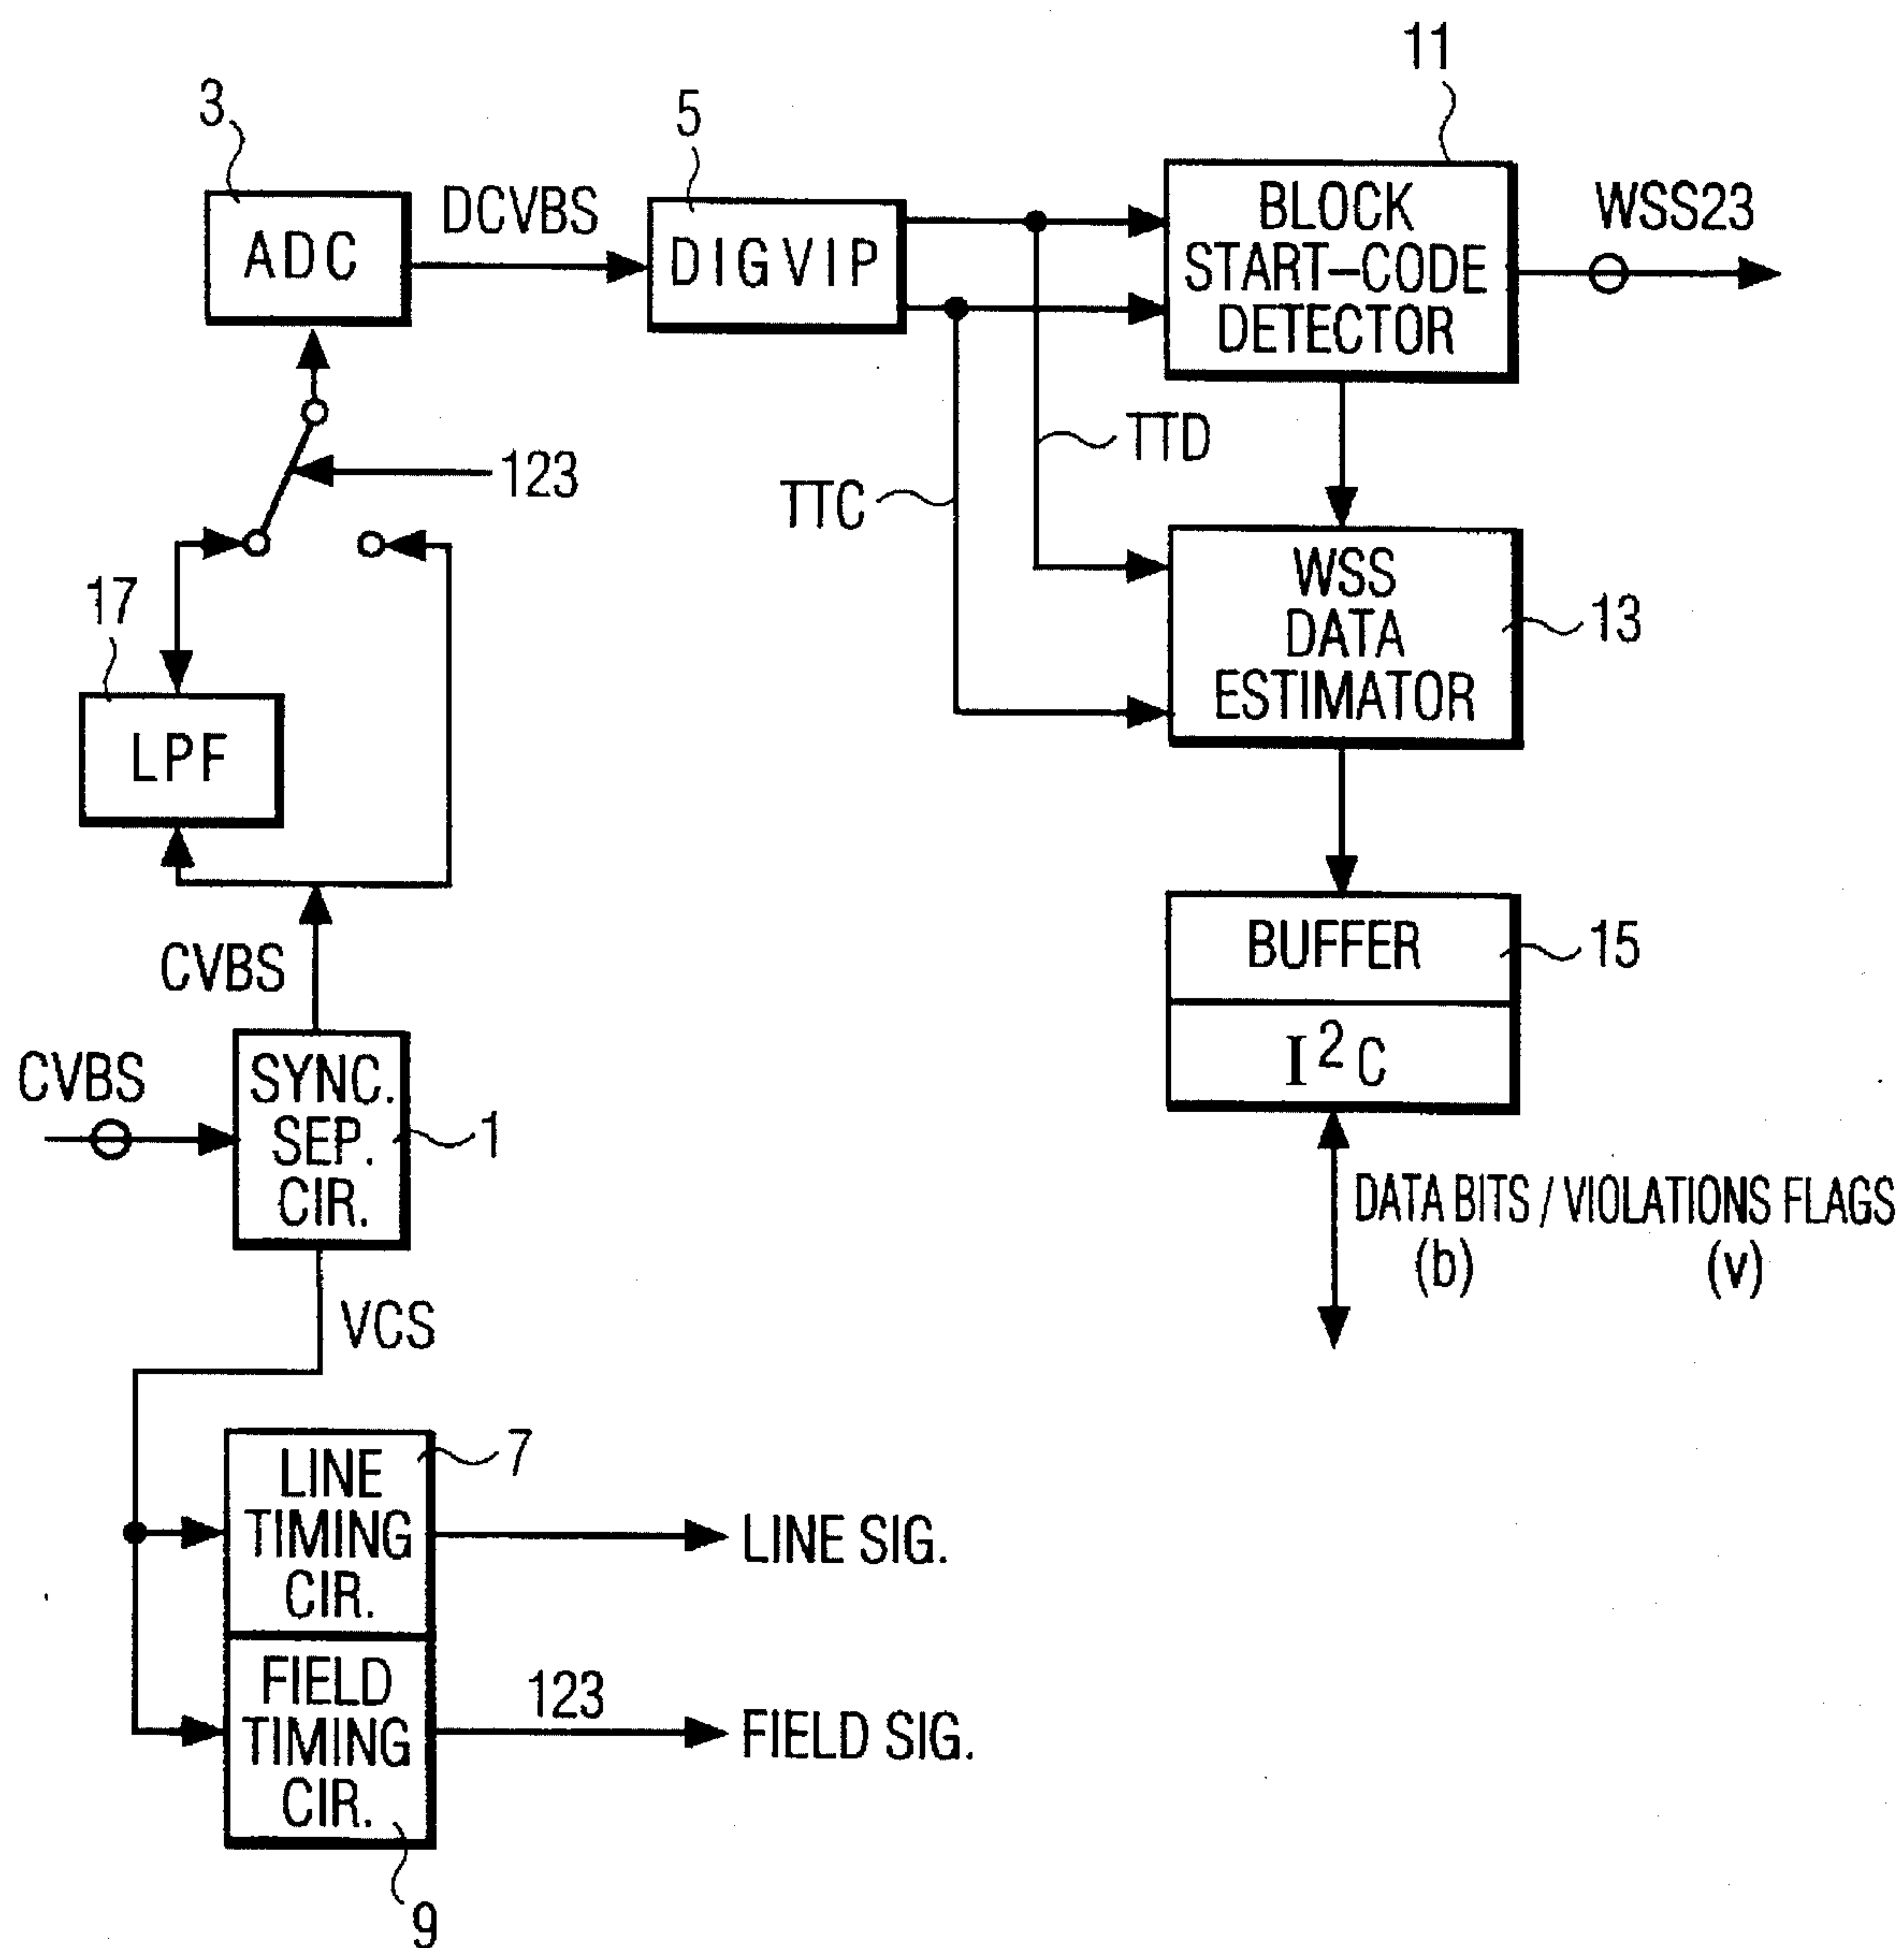 11
3
5
ADC
DCVBS
DIGVIP
BLOCK
START-CODE
DETECTOR
WSS23
123
TTD
TTC
17
LPF
WSS
DATA
ESTIMATOR
13
CVBS
BUFFER
15
I²C
CVBS
SYNC.
SEP.
CIR.
1
DATA BITS / VIOLATIONS FLAGS
(b) (v)
VCS
LINE
TIMING
CIR.
7
LINE SIG.
FIELD
TIMING
CIR.
123
FIELD SIG.
9